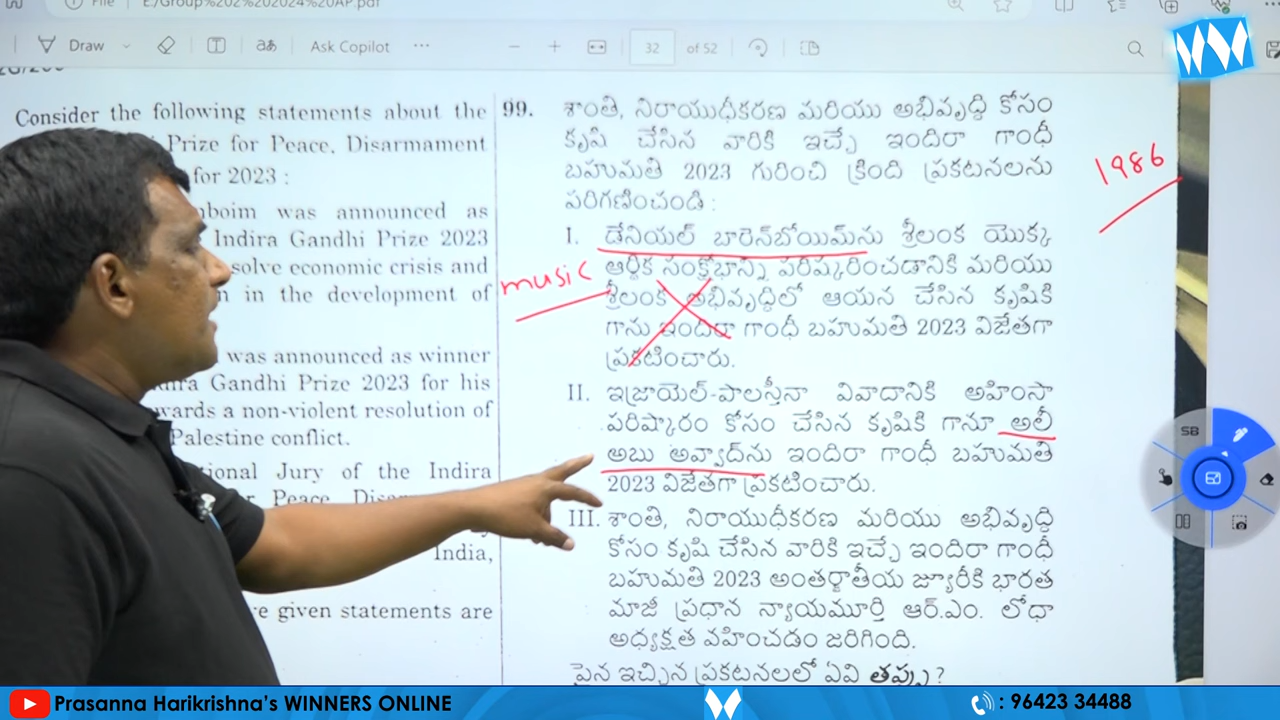 File
E:/Group%202%202024%20AP.pdf
Draw
Ask Copilot
32 of 52
Consider the following statements about the
Prize for Peace, Disarmament
for 2023 :
was announced as
Indira Gandhi Prize 2023
solve economic crisis and
in the development of
was announced as winner
Gandhi Prize 2023 for his
a non-violent resolution of
Palestine conflict.
Jury of the Indira
Peace,
India,
given statements are
99. శాంతి, నిరాయుధీకరణ మరియు అభివృద్ధి కోసం
కృషి చేసిన వారికి ఇచ్చే ఇందిరా గాంధీ
బహుమతి 2023 గురించి క్రింది ప్రకటనలను
పరిగణించండి :
I. డేనియల్ బారెన్‌బోయిమ్‌ను శ్రీలంక యొక్క
ఆర్థిక సంక్షోభాన్ని పరిష్కరించడానికి మరియు
శ్రీలంక అభివృద్ధిలో ఆయన చేసిన కృషికి
గాను ఇందిరా గాంధీ బహుమతి 2023 విజేతగా
ప్రకటించారు.
II. ఇజ్రాయెల్-పాలస్తీనా వివాదానికి అహింసా
పరిష్కారం కోసం చేసిన కృషికి గానూ అలీ
అబు అవ్వాద్‌ను ఇందిరా గాంధీ బహుమతి
2023 విజేతగా ప్రకటించారు.
III. శాంతి, నిరాయుధీకరణ మరియు అభివృద్ధి
కోసం కృషి చేసిన వారికి ఇచ్చే ఇందిరా గాంధీ
బహుమతి 2023 అంతర్జాతీయ జ్యూరీకి భారత
మాజీ ప్రధాన న్యాయమూర్తి ఆర్.ఎం. లోధా
అధ్యక్షత వహించడం జరిగింది.
పైన ఇచ్చిన ప్రకటనలలో ఏవి తప్పు ?
music
1986
SB
Prasanna Harikrishna's WINNERS ONLINE
: 96423 34488